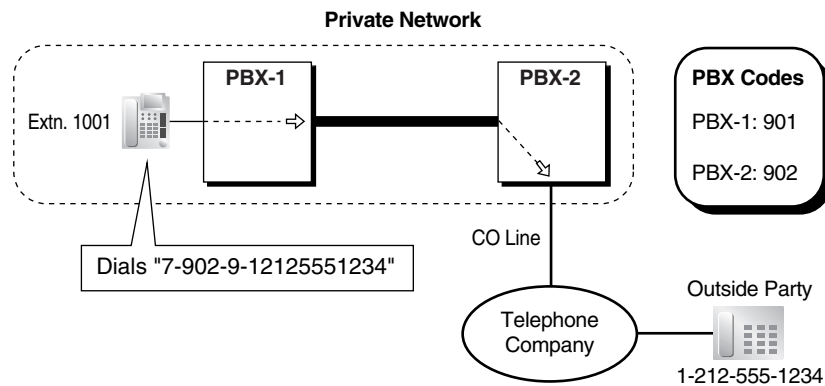 Private Network
PBX-1
PBX-2
Extn. 1001
PBX Codes
PBX-1: 901
PBX-2: 902
Dials "7-902-9-12125551234"
CO Line
Telephone
Company
Outside Party
1-212-555-1234